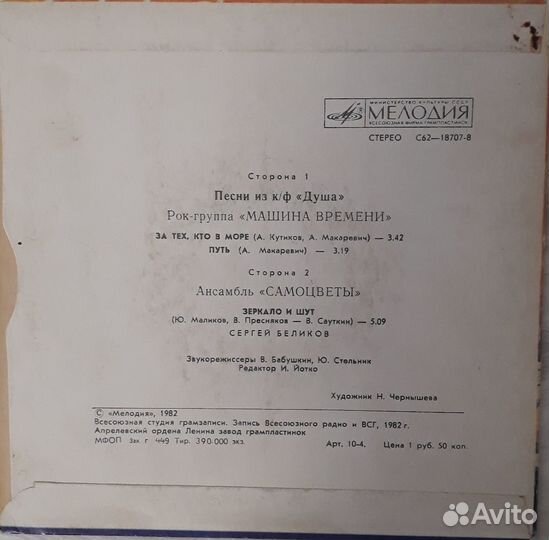 МИНИСТЕРСТВО КУЛЬТУРЫ СССР
МЕЛОДИЯ
ВСЕСОЮЗНАЯ ФИРМА ГРАМПЛАСТИНОК
СТЕРЕО С62—18707-8
Сторона 1
Песни из к/ф «Душа»
Рок-группа «МАШИНА ВРЕМЕНИ»
ЗА ТЕХ, КТО В МОРЕ (А. Кутиков, А. Макаревич) — 3.42
ПУТЬ (А. Макаревич) — 3.19
Сторона 2
Ансамбль «САМОЦВЕТЫ»
ЗЕРКАЛО И ШУТ
(Ю. Маликов, В. Пресняков — В. Сауткин) — 5.09
СЕРГЕЙ БЕЛИКОВ
Звукорежиссеры В. Бабушкин, Ю. Стельник
Редактор И. Йотко
Художник Н. Чернышева
© «Мелодия», 1982
Всесоюзная студия грамзаписи. Запись Всесоюзного радио и ВСГ, 1982 г.
Апрелевский ордена Ленина завод грампластинок
МФОП Зак. г 449 Тир. 390.000 экз. Арт. 10-4. Цена 1 руб. 50 коп.
Avito